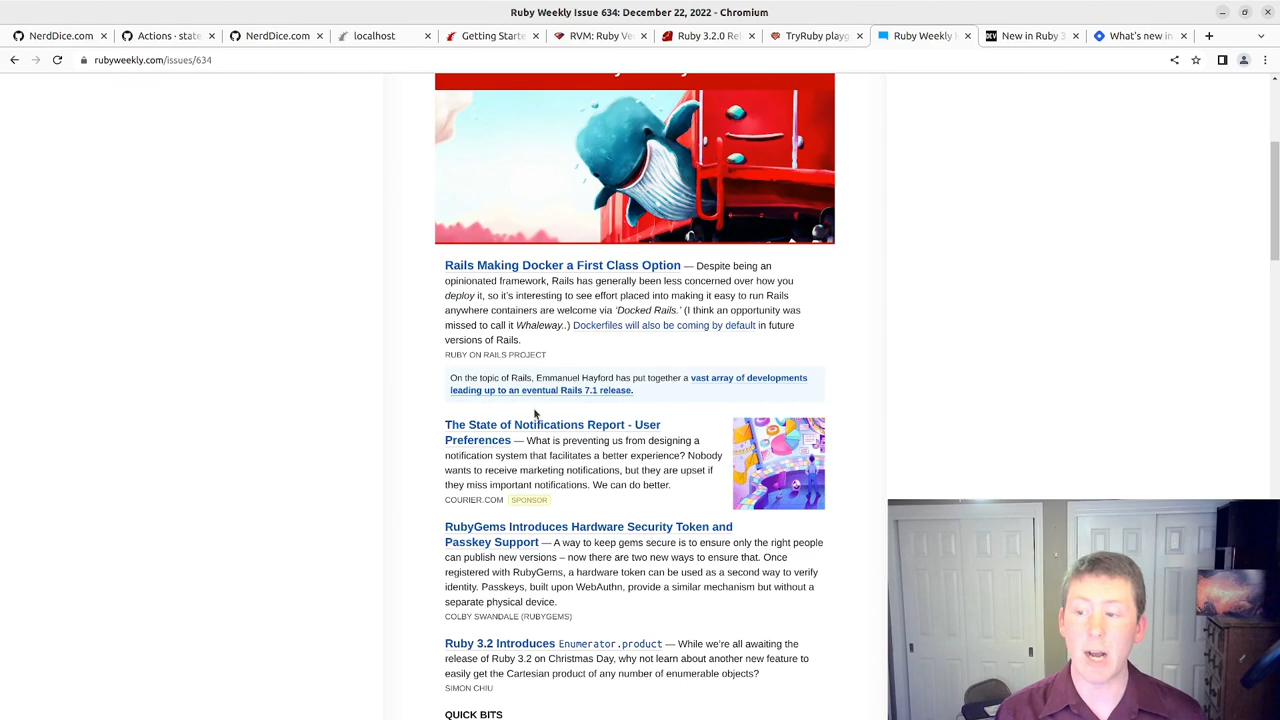 Ruby Weekly Issue 634: December 22, 2022 - Chromium
NerdDice.com
Actions · state
NerdDice.com
localhost
Getting Starte
RVM: Ruby Ve
Ruby 3.2.0 Rel
TryRuby playg
Ruby Weekly I
New in Ruby 3
What's new in
rubyweekly.com/issues/634
Rails Making Docker a First Class Option — Despite being an
opinionated framework, Rails has generally been less concerned over how you
deploy it, so it's interesting to see effort placed into making it easy to run Rails
anywhere containers are welcome via 'Docked Rails.' (I think an opportunity was
missed to call it Whaleway..) Dockerfiles will also be coming by default in future
versions of Rails.
RUBY ON RAILS PROJECT
On the topic of Rails, Emmanuel Hayford has put together a vast array of developments
leading up to an eventual Rails 7.1 release.
The State of Notifications Report - User
Preferences — What is preventing us from designing a
notification system that facilitates a better experience? Nobody
wants to receive marketing notifications, but they are upset if
they miss important notifications. We can do better.
COURIER.COM SPONSOR
RubyGems Introduces Hardware Security Token and
Passkey Support — A way to keep gems secure is to ensure only the right people
can publish new versions – now there are two new ways to ensure that. Once
registered with RubyGems, a hardware token can be used as a second way to verify
identity. Passkeys, built upon WebAuthn, provide a similar mechanism but without a
separate physical device.
COLBY SWANDALE (RUBYGEMS)
Ruby 3.2 Introduces Enumerator.product — While we're all awaiting the
release of Ruby 3.2 on Christmas Day, why not learn about another new feature to
easily get the Cartesian product of any number of enumerable objects?
SIMON CHIU
QUICK BITS